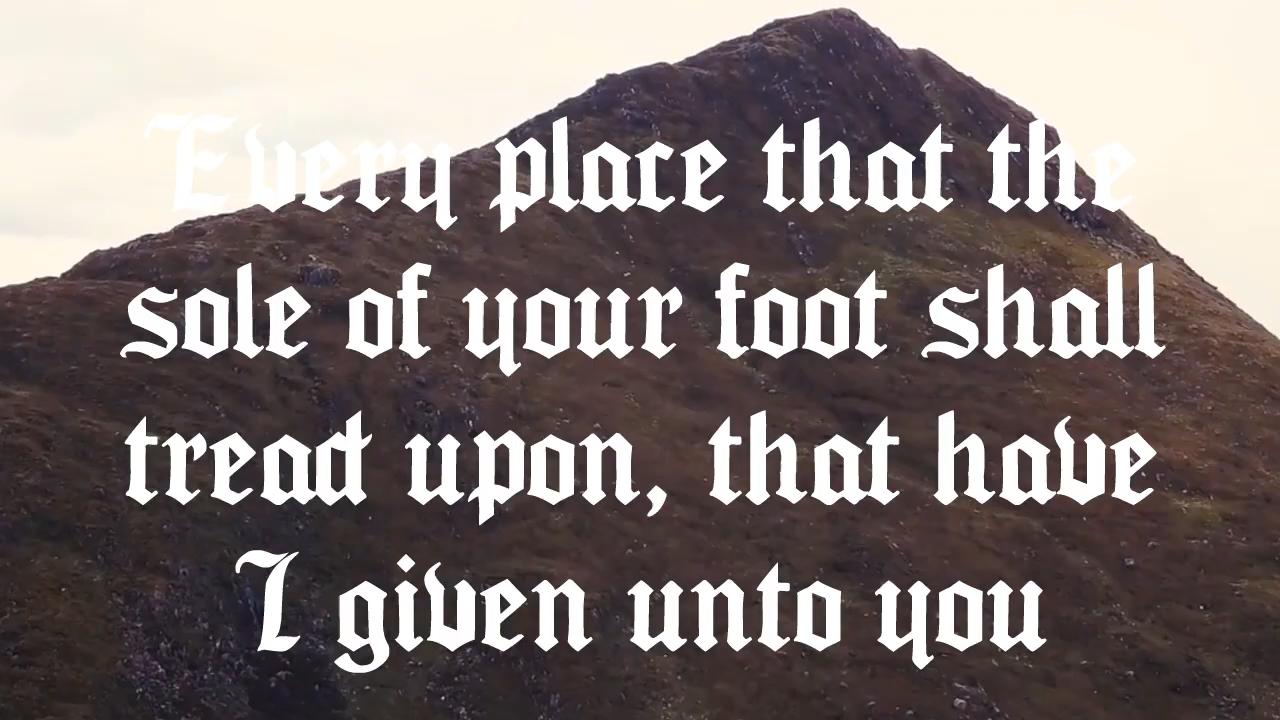 Every place that the
sole of your foot shall
tread upon, that have
I given unto you